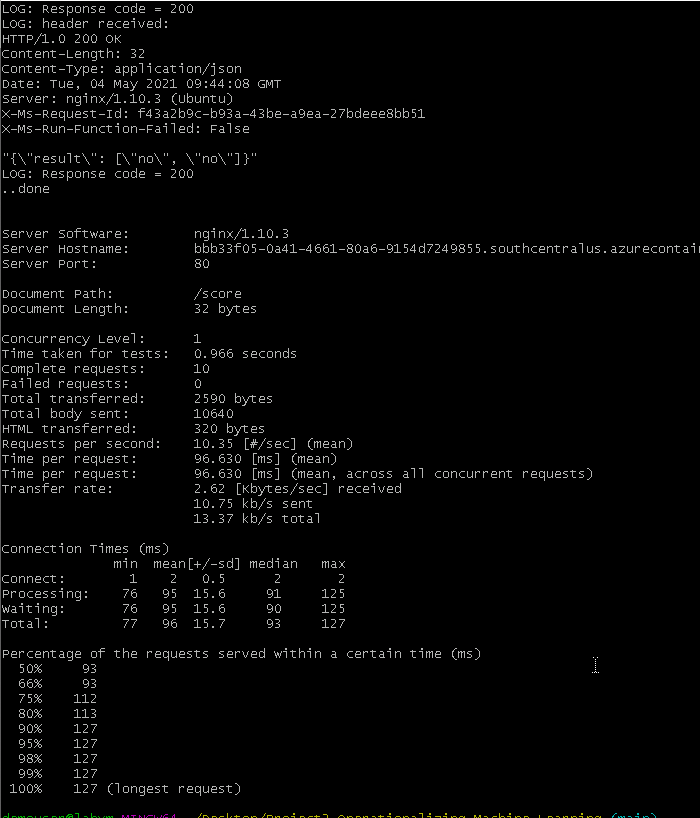 LOG: Response code = 200
LOG: header received:
HTTP/1.0 200 OK
Content-Length: 32
Content-Type: application/json
Date: Tue, 04 May 2021 09:44:08 GMT
Server: nginx/1.10.3 (Ubuntu)
X-Ms-Request-Id: f43a2b9c-b93a-43be-a9ea-27bdeee8bb51
X-Ms-Run-Function-Failed: False
"{\"result\": [\"no\", \"no\"]}"
LOG: Response code = 200
..done
Server Software: nginx/1.10.3
Server Hostname: bbb33f05-0a41-4661-80a6-9154d7249855.southcentralus.azurecontai
Server Port: 80
Document Path: /score
Document Length: 32 bytes
Concurrency Level: 1
Time taken for tests: 0.966 seconds
Complete requests: 10
Failed requests: 0
Total transferred: 2590 bytes
Total body sent: 10640
HTML transferred: 320 bytes
Requests per second: 10.35 [#/sec] (mean)
Time per request: 96.630 [ms] (mean)
Time per request: 96.630 [ms] (mean, across all concurrent requests)
Transfer rate: 2.62 [Kbytes/sec] received
10.75 kb/s sent
13.37 kb/s total
Connection Times (ms)
min mean[+/-sd] median max
Connect: 1 2 0.5 2 2
Processing: 76 95 15.6 91 125
Waiting: 76 95 15.6 90 125
Total: 77 96 15.7 93 127
Percentage of the requests served within a certain time (ms)
50% 93
66% 93
75% 112
80% 113
90% 127
95% 127
98% 127
99% 127
100% 127 (longest request)